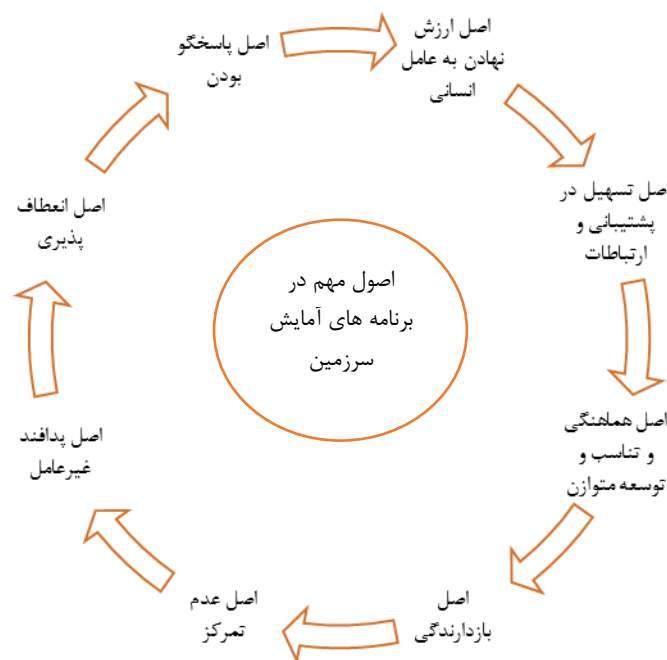 اصل ارزش
نهادن به عامل
انسانی
صل تسهیل در
پشتیبانی و
ارتباطات
اصل هماهنگی
و تناسب و
توسعه متوازن
اصل
بازدارندگی
اصل عدم
تمرکز
اصل پدافند
غیرعامل
اصل انعطاف
پذیری
اصل پاسخگو
بودن
اصول مهم در
برنامه های آمایش
سرزمین